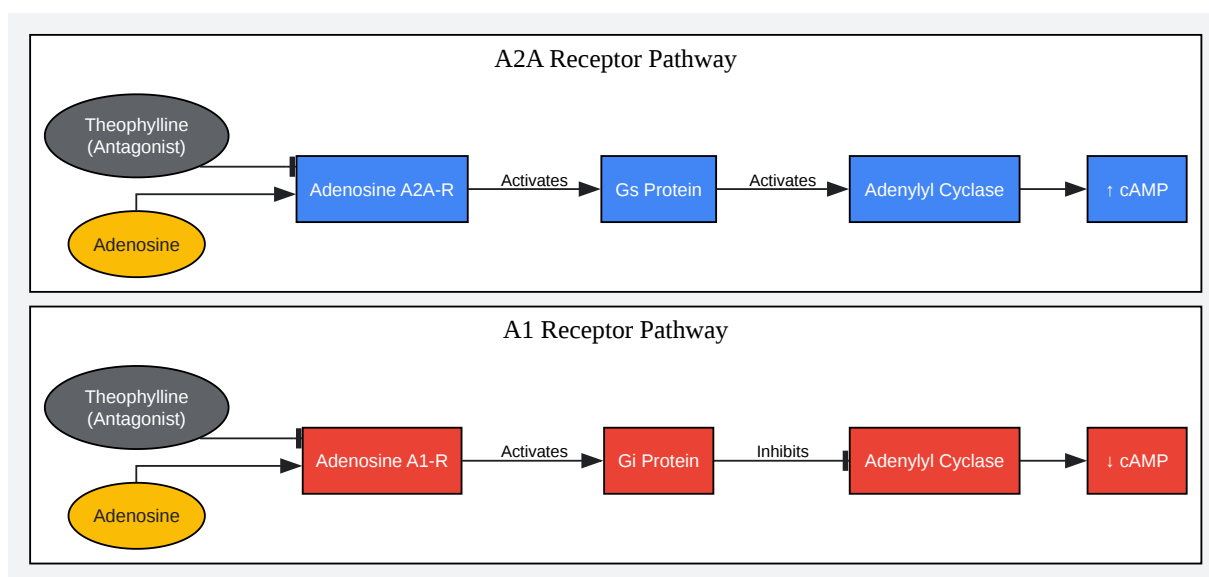 A2A Receptor Pathway
Theophylline
(Antagonist)
Adenosine
Adenosine A2A-R
Activates
Gs Protein
Activates
Adenylyl Cyclase
↑ cAMP
A1 Receptor Pathway
Theophylline
(Antagonist)
Adenosine
Adenosine A1-R
Activates
Gi Protein
Inhibits
Adenylyl Cyclase
↓ cAMP